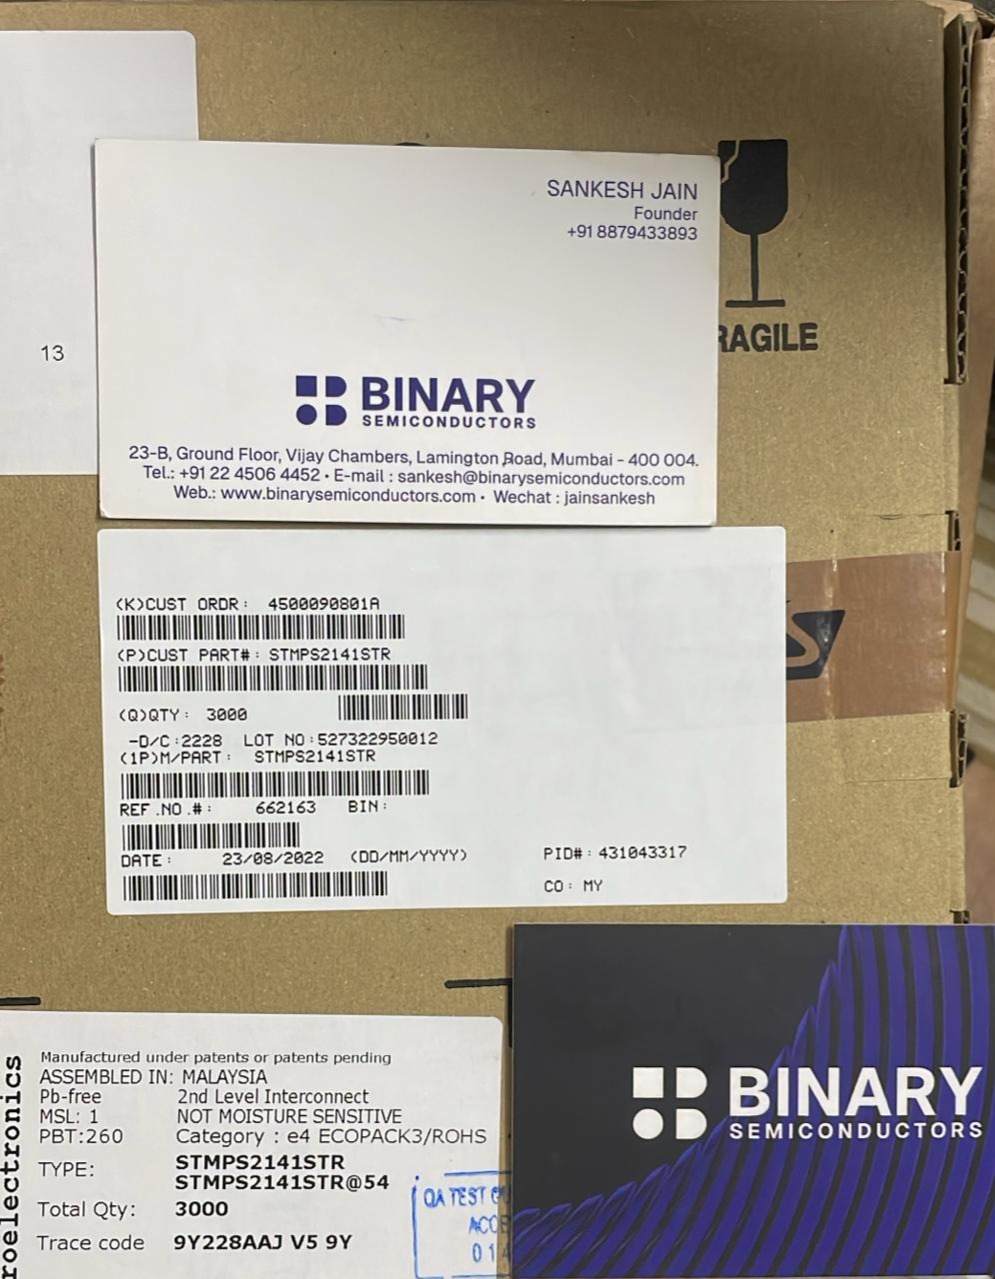 13
SANKESH JAIN
Founder
+91 8879433893
RAGILE
BINARY
SEMICONDUCTORS
23-B, Ground Floor, Vijay Chambers, Lamington Road, Mumbai - 400 004.
Tel.: +91 22 4506 4452 • E-mail : sankesh@binarysemiconductors.com
Web.: www.binarysemiconductors.com • Wechat : jainsankesh
(K)CUST ORDR: 4500090801A
(P)CUST PART#: STMPS2141STR
(Q)QTY: 3000
-D/C:2228 LOT NO:527322950012
(1P)M/PART: STMPS2141STR
REF.NO.#: 662163 BIN:
DATE: 23/08/2022 (DD/MM/YYYY)
PID#: 431043317
CO: MY
roelectronics
Manufactured under patents or patents pending
ASSEMBLED IN: MALAYSIA
Pb-free 2nd Level Interconnect
MSL: 1 NOT MOISTURE SENSITIVE
PBT:260 Category : e4 ECOPACK3/ROHS
TYPE: STMPS2141STR
STMPS2141STR@54
Total Qty: 3000
Trace code 9Y228AAJ V5 9Y
QA TEST
ACCE
01
BINARY
SEMICONDUCTORS